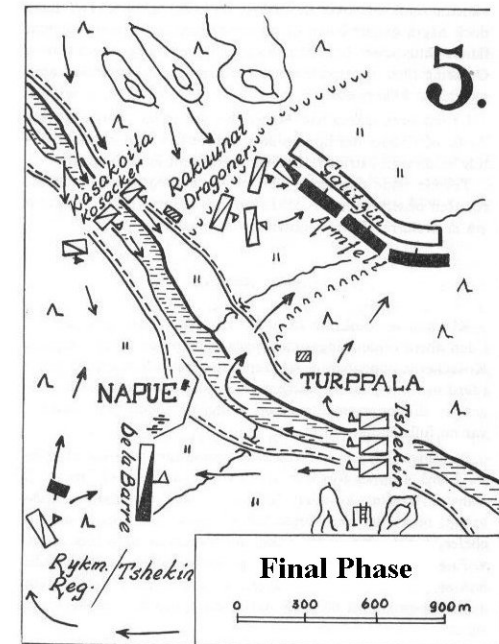 5.
Kasakoita
Kosacker
Rakuunat
Dragoner
Golitzin
Armfelt
NAPUE
TURPPALA
De la Barre
Tshekin
Rykm.
Reg.
/Tshekin
Final Phase
0 300 600 900 m